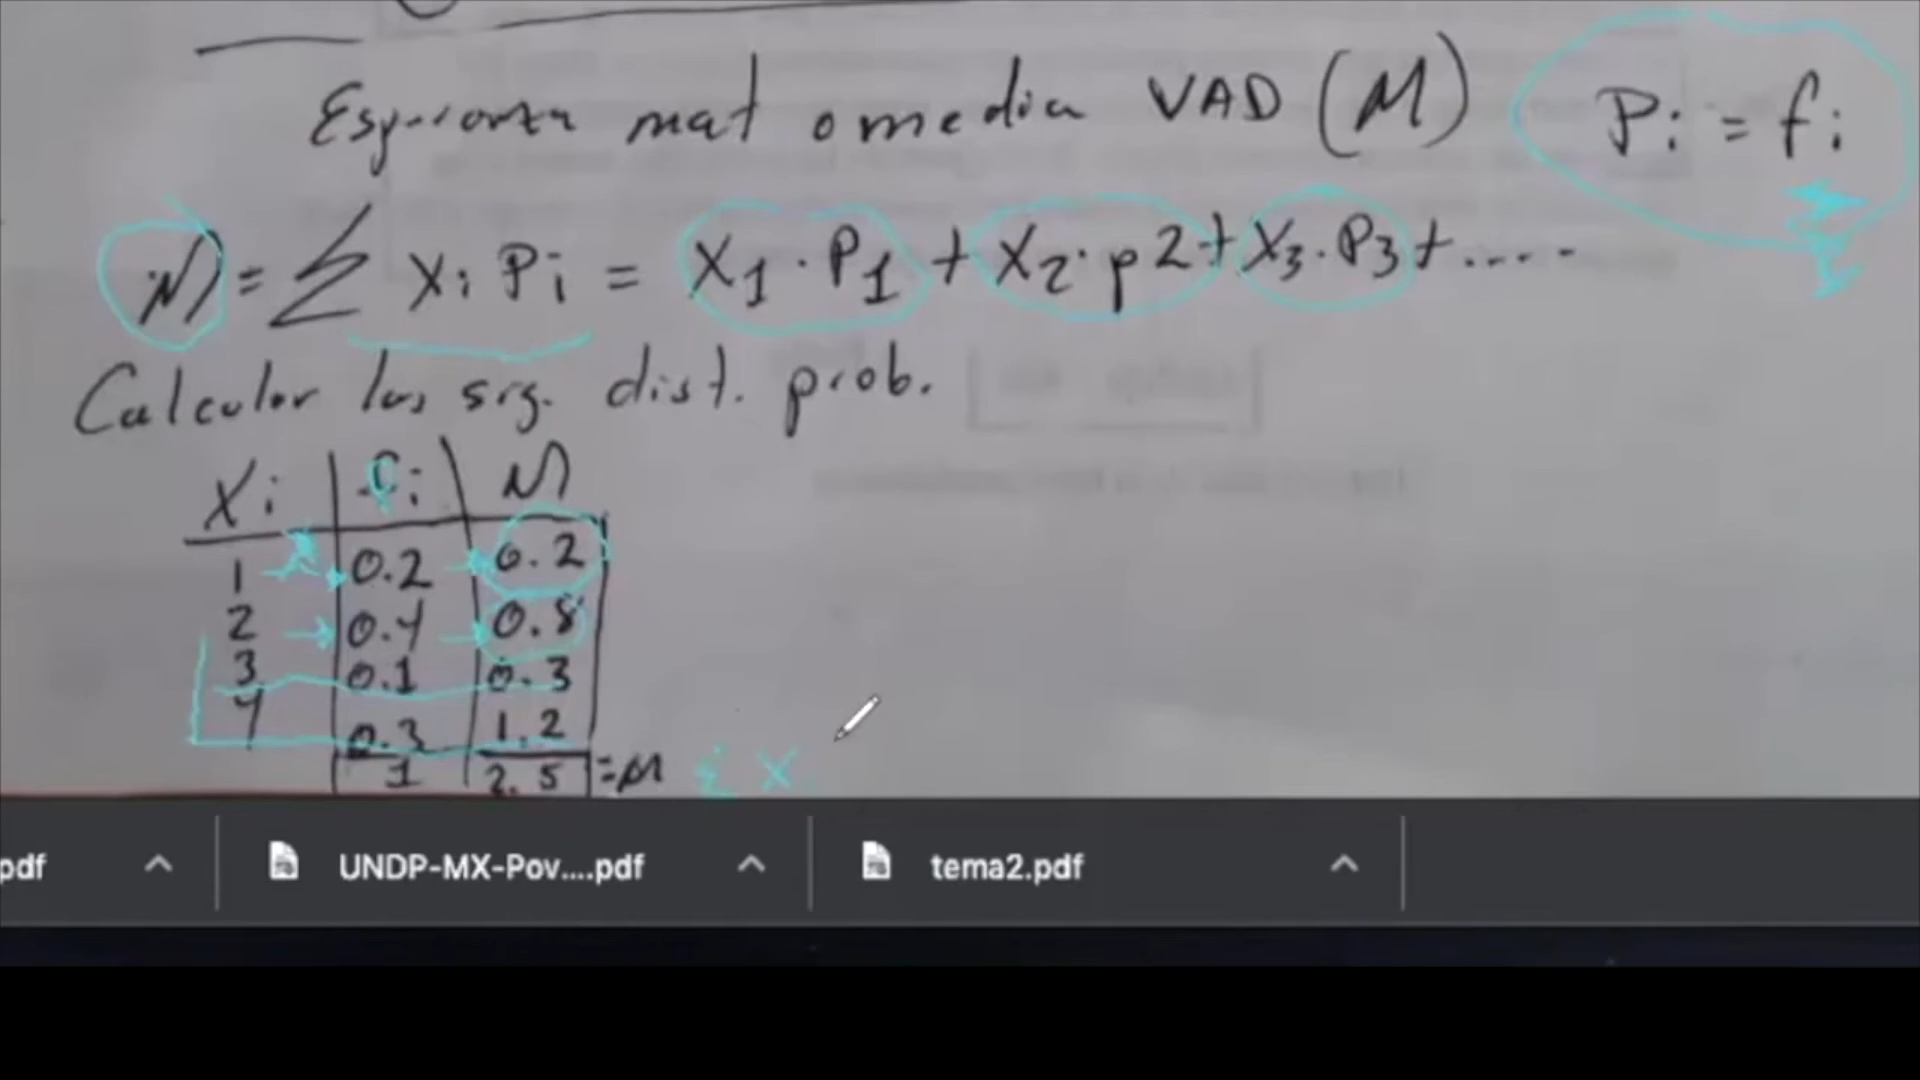 Esperanza mat o media VAD (M) Pi = fi
M = Σ Xi Pi = X1 · P1 + X2 · p2 + X3 · P3 + ....
Calcular las sig. dist. prob.
Xi fi M
1 0.2 0.2
2 0.4 0.8
3 0.1 0.3
4 0.3 1.2
1 2.5 = M Σ X
pdf UNDP-MX-Pov....pdf tema2.pdf